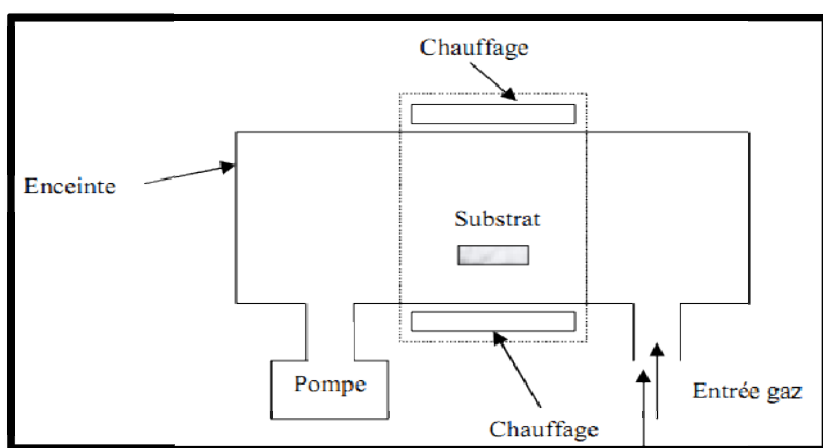 Chauffage
Enceinte
Substrat
Pompe
Entrée gaz
Chauffage